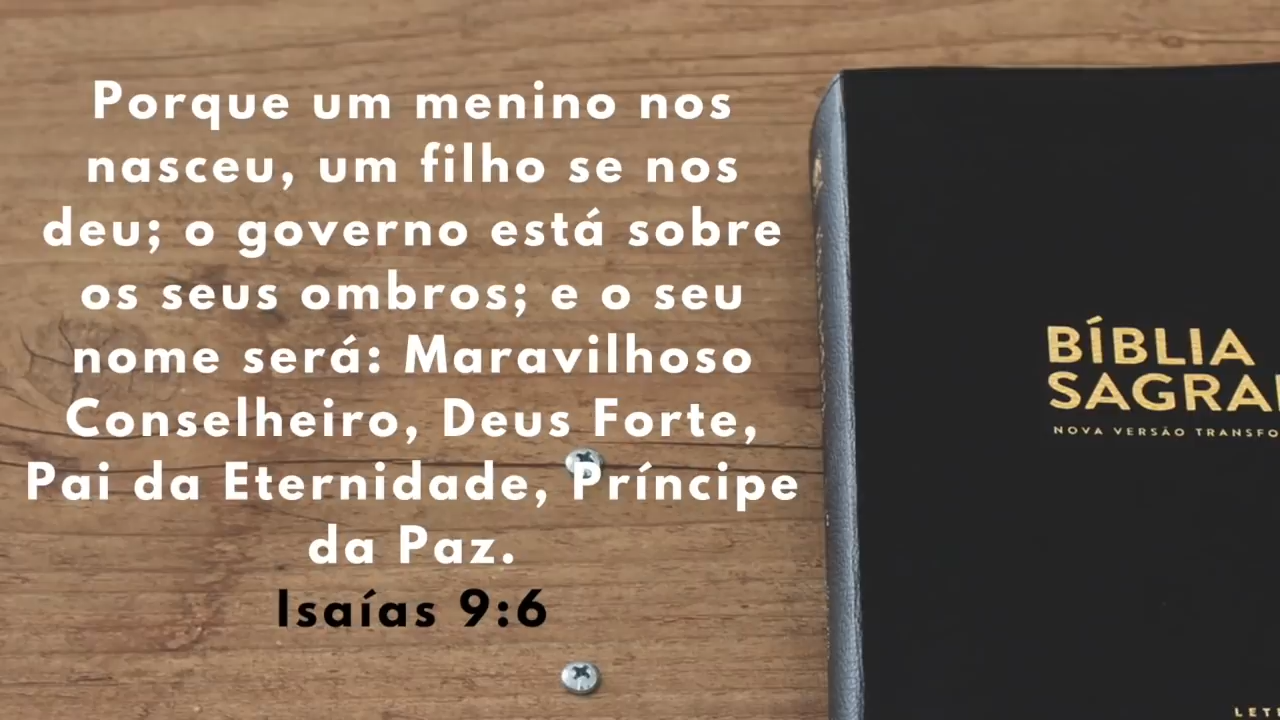 Porque um menino nos
nasceu, um filho se nos
deu; o governo está sobre
os seus ombros; e o seu
nome será: Maravilhoso
Conselheiro, Deus Forte,
Pai da Eternidade, Príncipe
da Paz.
Isaías 9:6
BÍBLIA
SAGRA
NOVA VERSÃO TRANSFO
LET